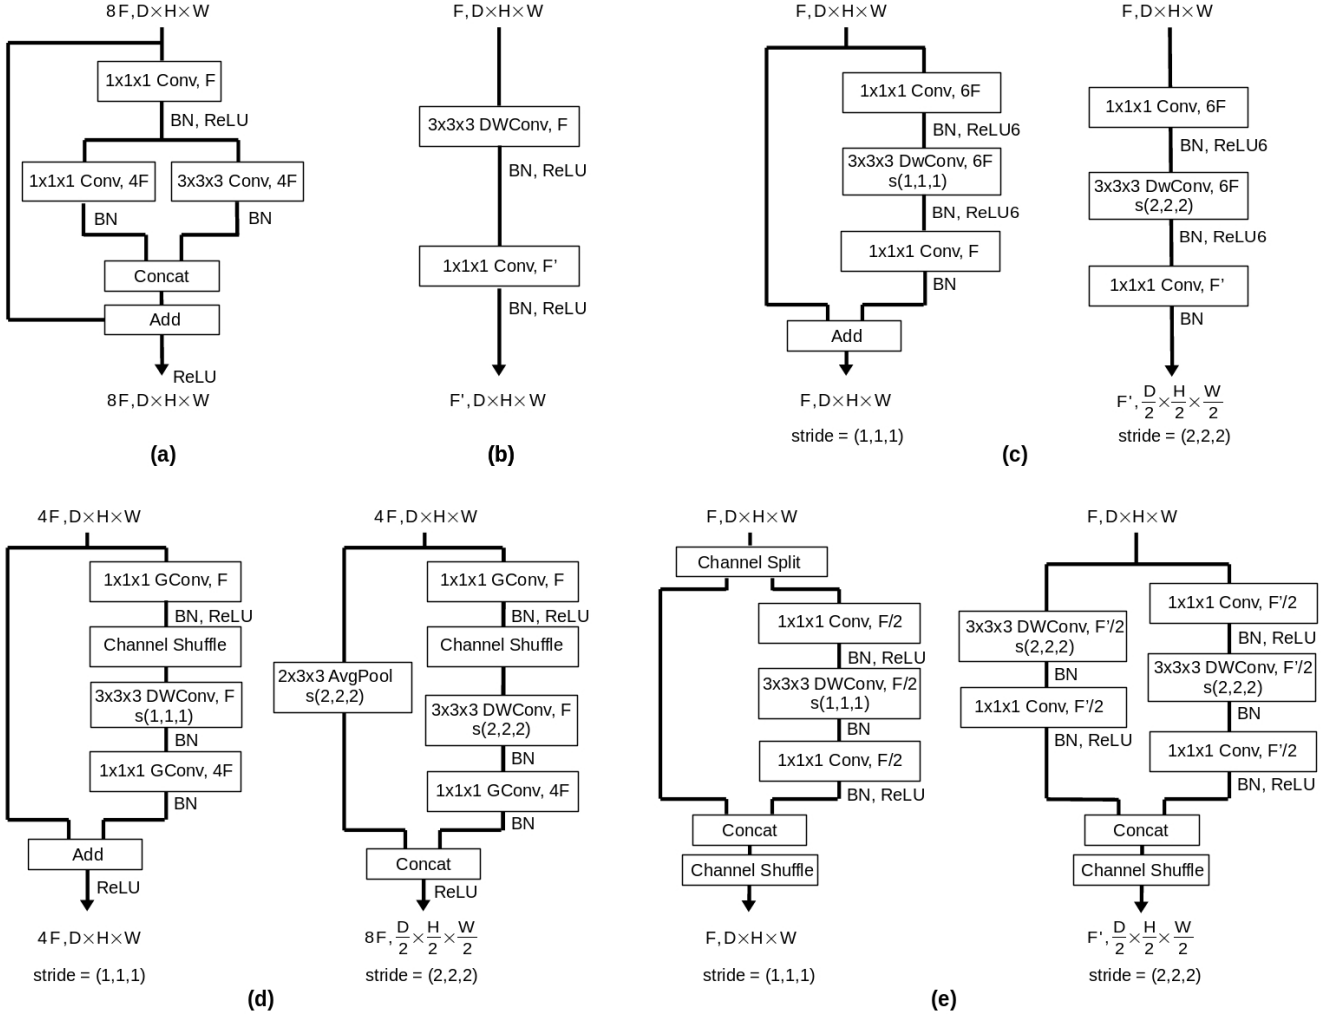 8F,D×H×W
1x1x1 Conv, F
BN, ReLU
1x1x1 Conv, 4F
3x3x3 Conv, 4F
BN
BN
Concat
Add
ReLU
8F,D×H×W
(a)
F,D×H×W
3x3x3 DWConv, F
BN, ReLU
1x1x1 Conv, F'
BN, ReLU
F',D×H×W
(b)
F,D×H×W
1x1x1 Conv, 6F
BN, ReLU6
3x3x3 DwConv, 6F
s(1,1,1)
BN, ReLU6
1x1x1 Conv, F
BN
Add
F,D×H×W
stride = (1,1,1)
F,D×H×W
1x1x1 Conv, 6F
BN, ReLU6
3x3x3 DwConv, 6F
s(2,2,2)
BN, ReLU6
1x1x1 Conv, F'
BN
F', D/2 × H/2 × W/2
stride = (2,2,2)
(c)
4F,D×H×W
1x1x1 GConv, F
BN, ReLU
Channel Shuffle
3x3x3 DWConv, F
s(1,1,1)
BN
1x1x1 GConv, 4F
BN
Add
ReLU
4F,D×H×W
stride = (1,1,1)
4F,D×H×W
1x1x1 GConv, F
BN, ReLU
Channel Shuffle
2x3x3 AvgPool
s(2,2,2)
3x3x3 DWConv, F
s(2,2,2)
BN
1x1x1 GConv, 4F
BN
Concat
ReLU
8F, D/2 × H/2 × W/2
stride = (2,2,2)
(d)
F,D×H×W
Channel Split
1x1x1 Conv, F/2
BN, ReLU
3x3x3 DWConv, F/2
s(1,1,1)
BN
1x1x1 Conv, F/2
BN, ReLU
Concat
Channel Shuffle
F,D×H×W
stride = (1,1,1)
F,D×H×W
3x3x3 DWConv, F'/2
s(2,2,2)
BN
1x1x1 Conv, F'/2
BN, ReLU
1x1x1 Conv, F'/2
BN, ReLU
3x3x3 DWConv, F'/2
s(2,2,2)
BN
1x1x1 Conv, F'/2
BN, ReLU
Concat
Channel Shuffle
F', D/2 × H/2 × W/2
stride = (2,2,2)
(e)